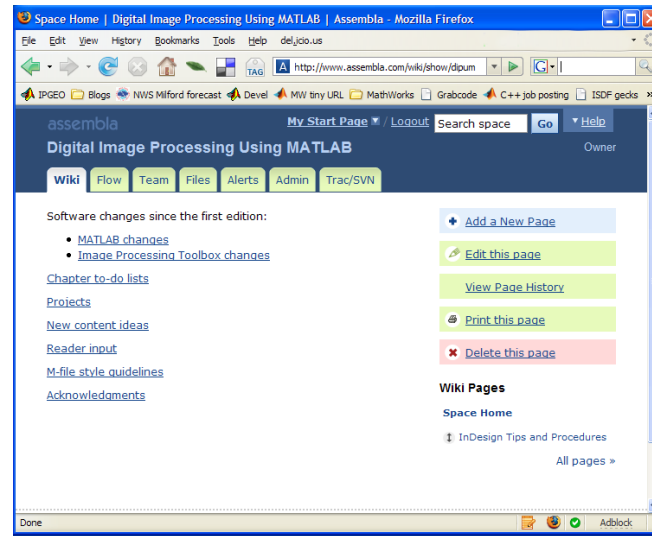 Space Home | Digital Image Processing Using MATLAB | Assembla - Mozilla Firefox
File Edit View History Bookmarks Tools Help del.icio.us
TAG A http://www.assembla.com/wiki/show/dipum G
IPGEO Blogs NWS Milford forecast Devel MW tiny URL MathWorks Grabcode C++ job posting ISDF gecks »
assembla My Start Page / Logout Search space Go Help
Digital Image Processing Using MATLAB Owner
Wiki Flow Team Files Alerts Admin Trac/SVN
Software changes since the first edition:
• MATLAB changes
• Image Processing Toolbox changes
Chapter to-do lists
Projects
New content ideas
Reader input
M-file style guidelines
Acknowledgments
Add a New Page
Edit this page
View Page History
Print this page
Delete this page
Wiki Pages
Space Home
InDesign Tips and Procedures
All pages »
Done Adblock